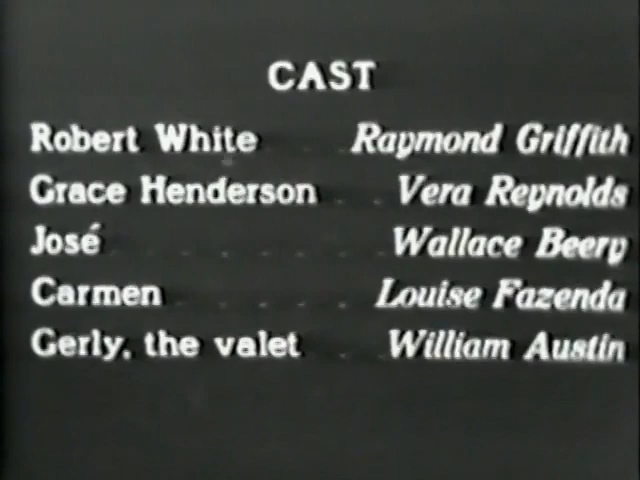 CAST
Robert White Raymond Griffith
Grace Henderson . . Vera Reynolds
José . . . . . . Wallace Beery
Carmen . . . . . Louise Fazenda
Gerly, the valet . . William Austin